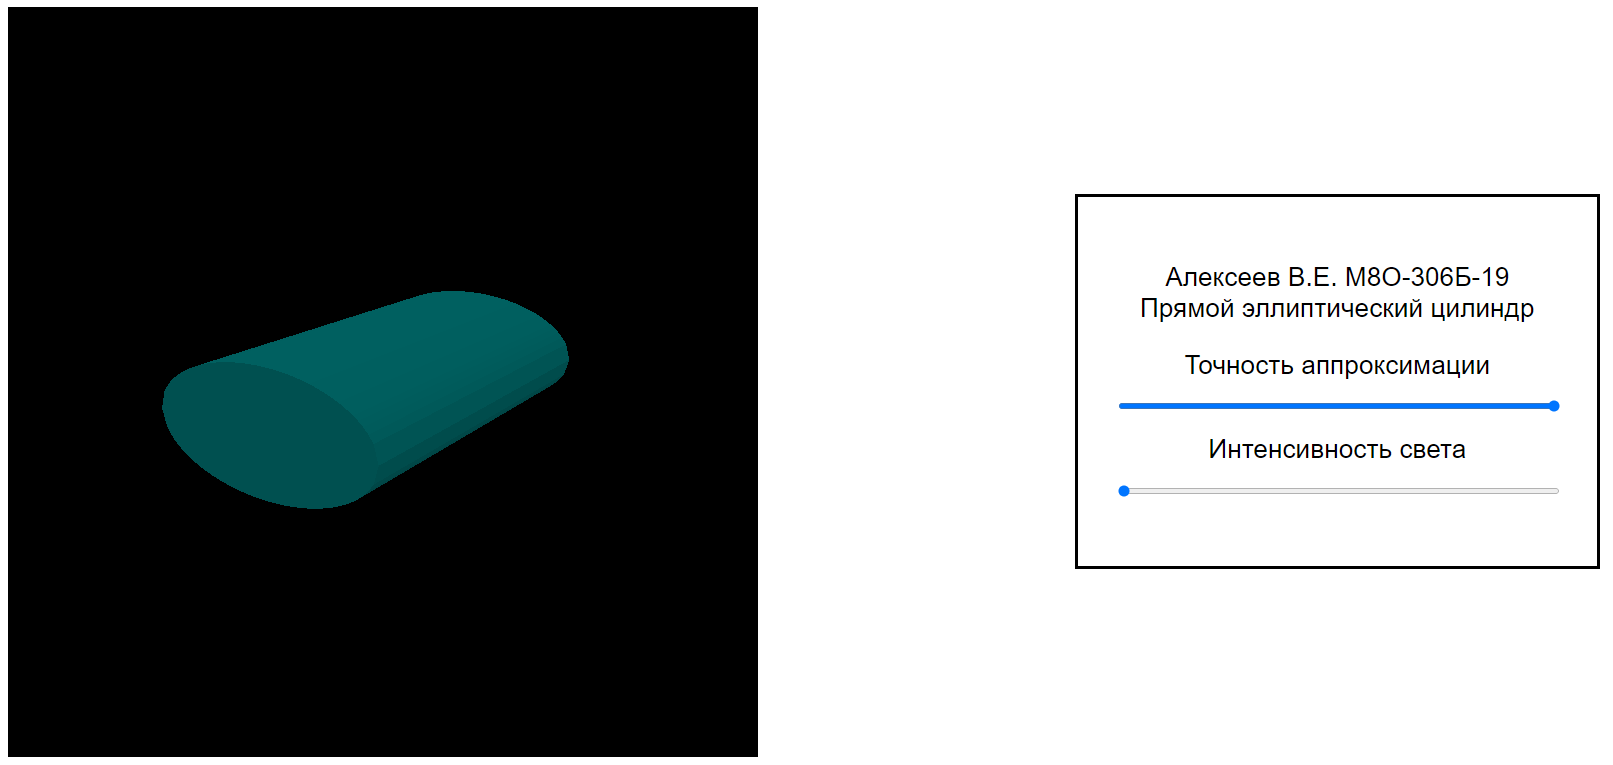 Алексеев В.Е. М8О-306Б-19
Прямой эллиптический цилиндр
Точность аппроксимации
Интенсивность света